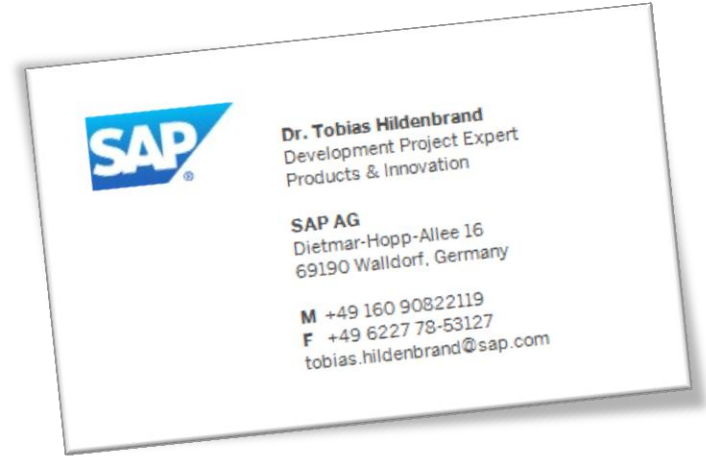 SAP®
Dr. Tobias Hildenbrand
Development Project Expert
Products & Innovation
SAP AG
Dietmar-Hopp-Allee 16
69190 Walldorf, Germany
M +49 160 90822119
F +49 6227 78-53127
tobias.hildenbrand@sap.com